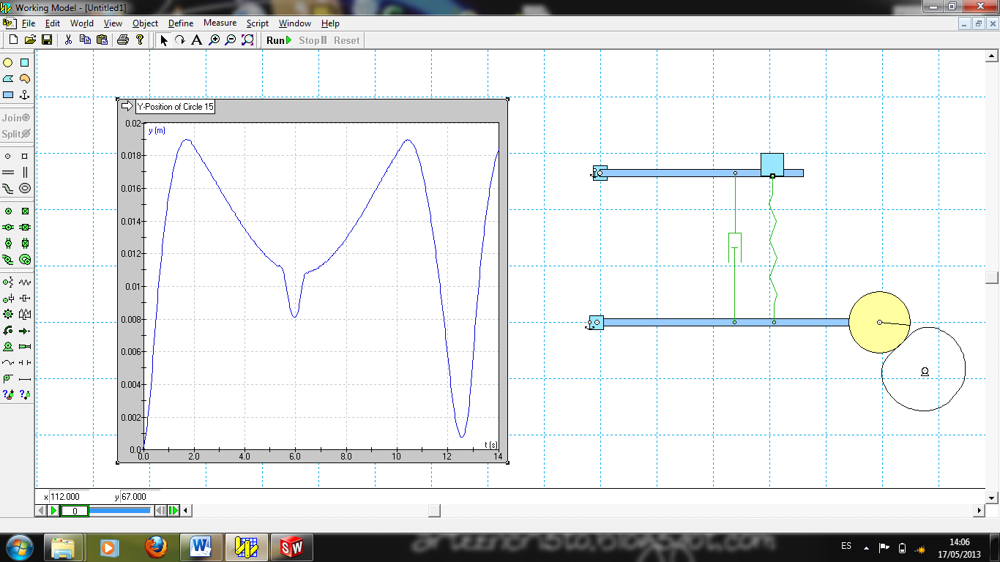 Working Model - [Untitled1]
File Edit World View Object Define Measure Script Window Help
A Run Stop Reset
Join
Split
Y-Position of Circle 15
y (m)
0.02
0.018
0.016
0.014
0.012
0.01
0.008
0.006
0.004
0.002
0.0
t (s)
0.0 2.0 4.0 6.0 8.0 10 12 14
x 112.000 y 67.000
0
ES
14:06
17/05/2013